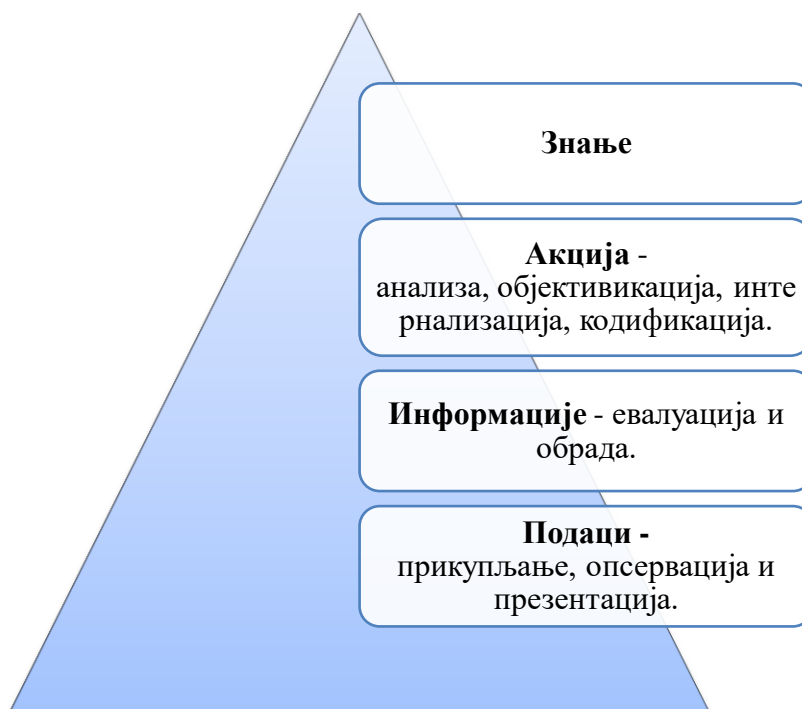 Знање
Акција -
анализа, објективикација, инте
рнализација, кодификација.
Информације - евалуација и
обрада.
Подаци -
прикупљање, опсервација и
презентација.